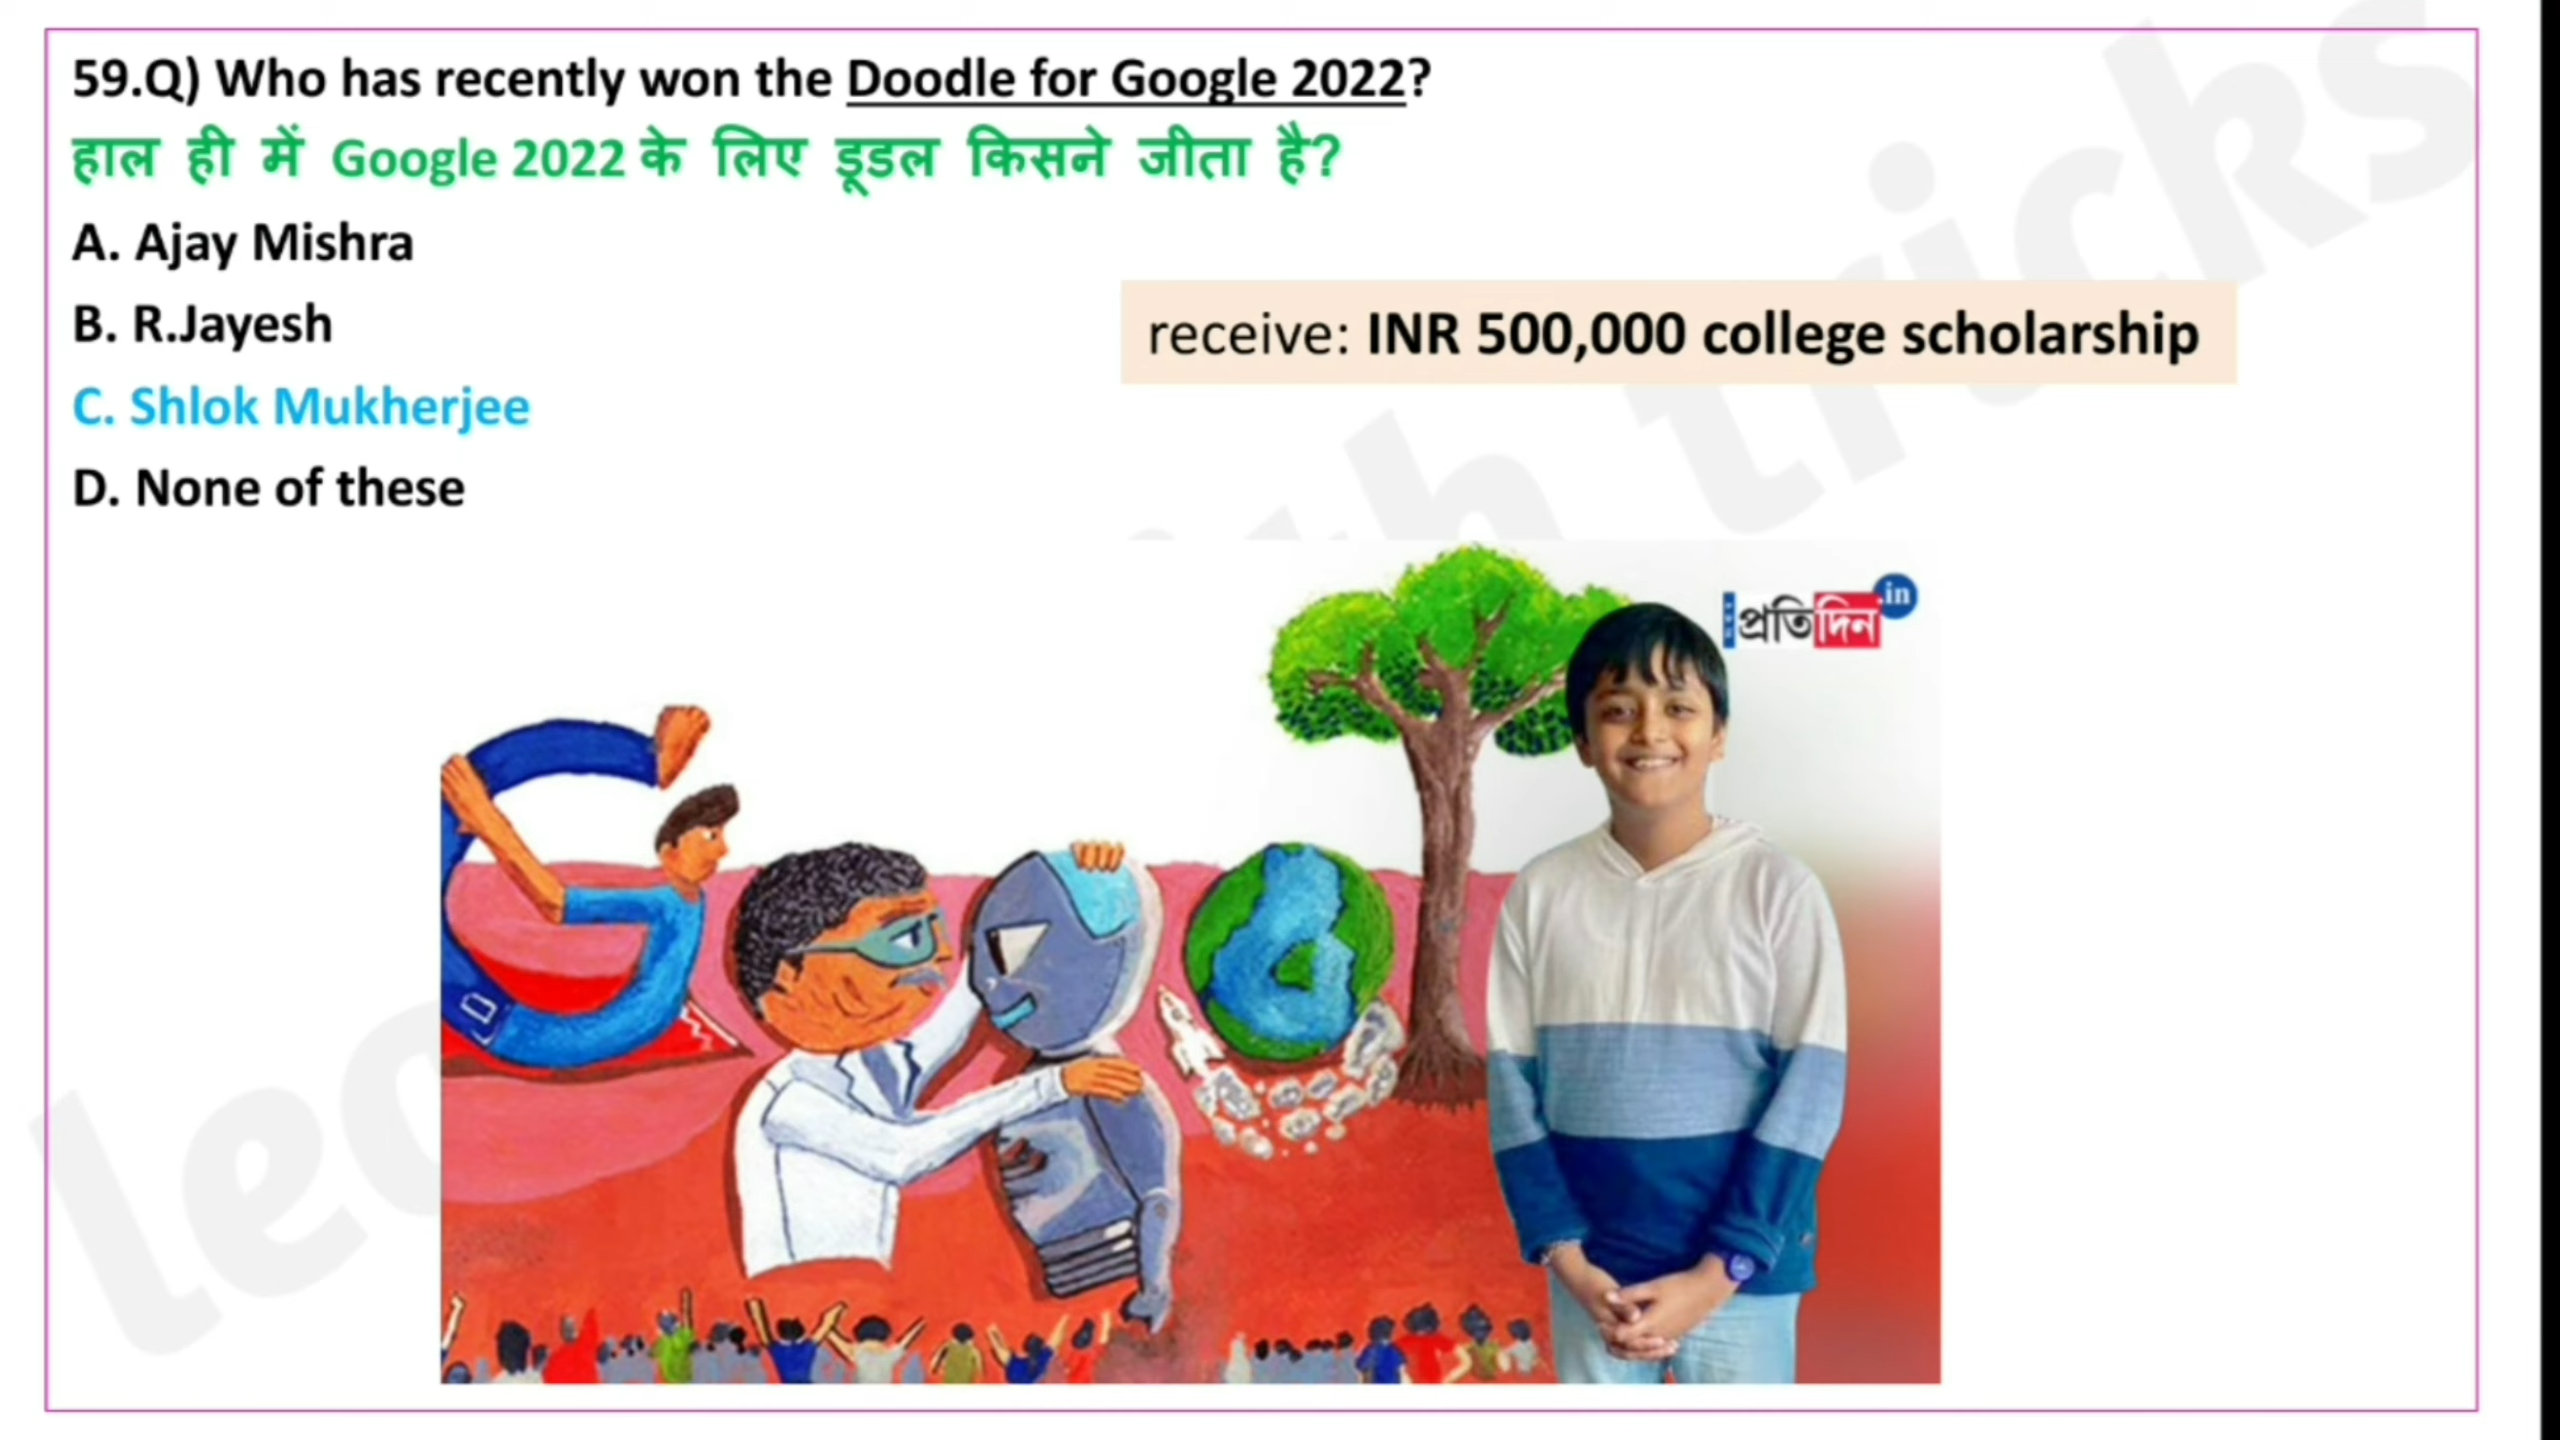 59.Q) Who has recently won the Doodle for Google 2022?
हाल ही में Google 2022 के लिए डूडल किसने जीता है?
A. Ajay Mishra
B. R.Jayesh
receive: INR 500,000 college scholarship
C. Shlok Mukherjee
D. None of these
প্রতিদিন.in